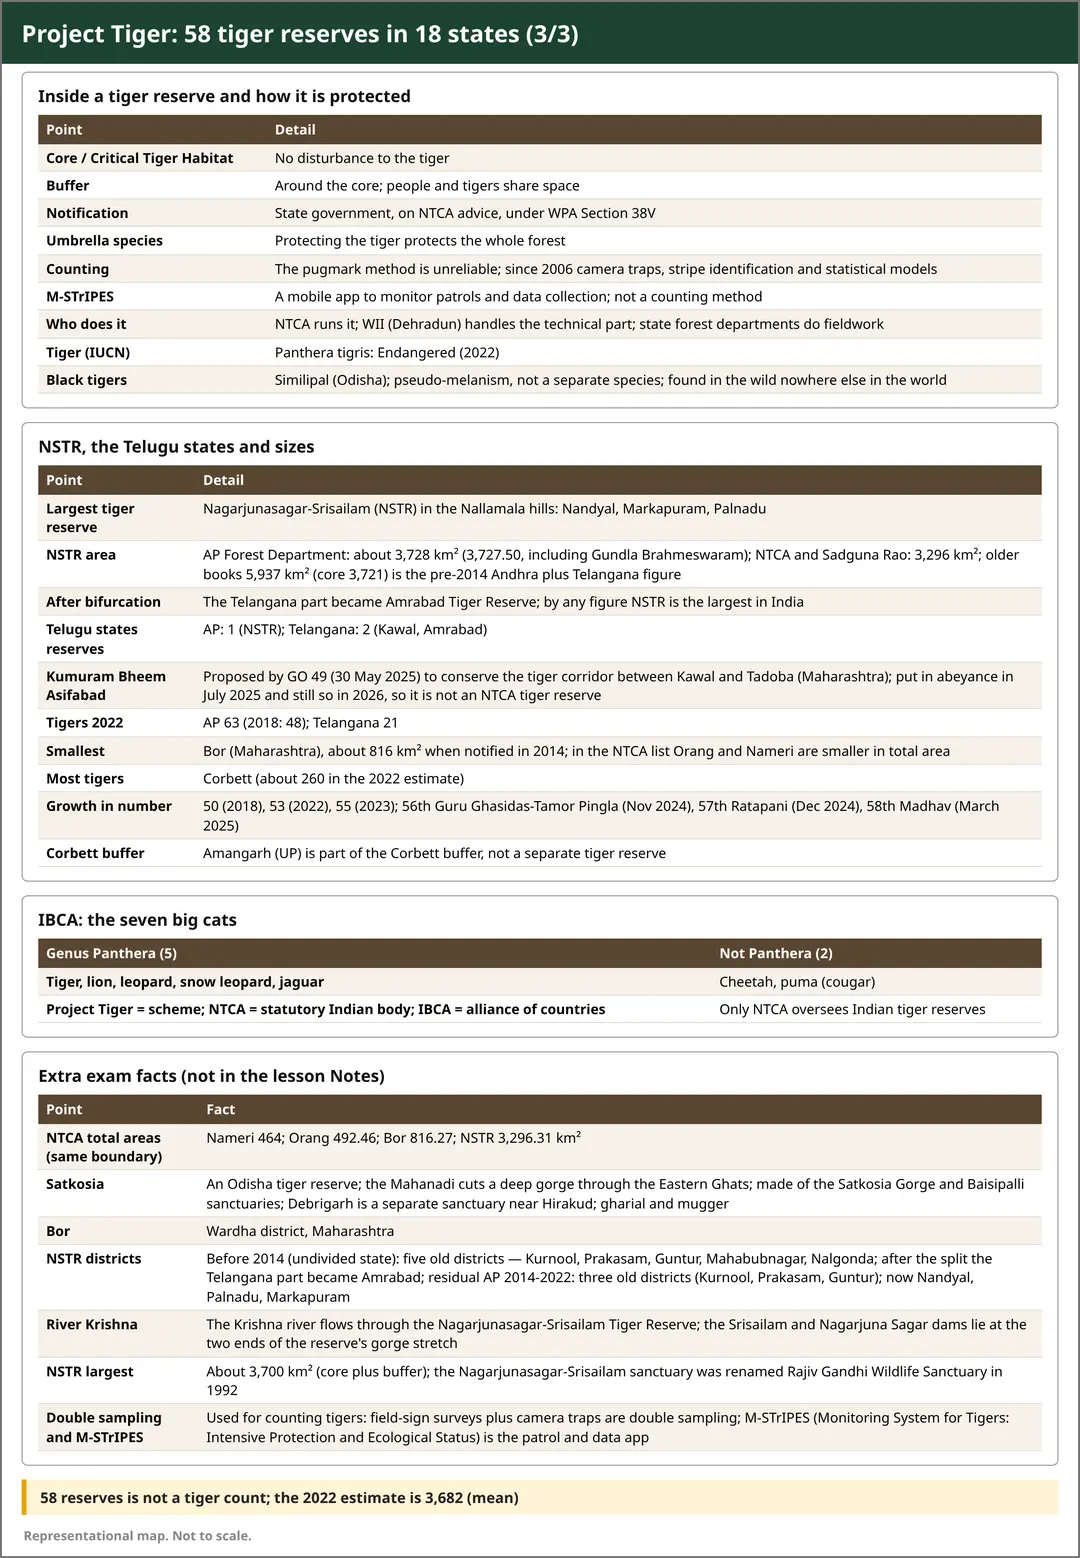 Project Tiger: 58 tiger reserves in 18 states (3/3)
Inside a tiger reserve and how it is protected
Point Detail
Core / Critical Tiger Habitat No disturbance to the tiger
Buffer Around the core; people and tigers share space
Notification State government, on NTCA advice, under WPA Section 38V
Umbrella species Protecting the tiger protects the whole forest
Counting The pugmark method is unreliable; since 2006 camera traps, stripe identification and statistical models
M-STrIPES A mobile app to monitor patrols and data collection; not a counting method
Who does it NTCA runs it; WII (Dehradun) handles the technical part; state forest departments do fieldwork
Tiger (IUCN) Panthera tigris: Endangered (2022)
Black tigers Similipal (Odisha); pseudo-melanism, not a separate species; found in the wild nowhere else in the world
NSTR, the Telugu states and sizes
Point Detail
Largest tiger Nagarjunasagar-Srisailam (NSTR) in the Nallamala hills: Nandyal, Markapuram, Palnadu
reserve
NSTR area AP Forest Department: about 3,728 km² (3,727.50, including Gundla Brahmeswaram); NTCA and Sadguna Rao: 3,296 km²; older
books 5,937 km² (core 3,721) is the pre-2014 Andhra plus Telangana figure
After bifurcation The Telangana part became Amrabad Tiger Reserve; by any figure NSTR is the largest in India
Telugu states AP: 1 (NSTR); Telangana: 2 (Kawal, Amrabad)
reserves
Kumuram Bheem Proposed by GO 49 (30 May 2025) to conserve the tiger corridor between Kawal and Tadoba (Maharashtra); put in abeyance in
Asifabad July 2025 and still so in 2026, so it is not an NTCA tiger reserve
Tigers 2022 AP 63 (2018: 48); Telangana 21
Smallest Bor (Maharashtra), about 816 km² when notified in 2014; in the NTCA list Orang and Nameri are smaller in total area
Most tigers Corbett (about 260 in the 2022 estimate)
Growth in number 50 (2018), 53 (2022), 55 (2023); 56th Guru Ghasidas-Tamor Pingla (Nov 2024), 57th Ratapani (Dec 2024), 58th Madhav (March
2025)
Corbett buffer Amangarh (UP) is part of the Corbett buffer, not a separate tiger reserve
IBCA: the seven big cats
Genus Panthera (5) Not Panthera (2)
Tiger, lion, leopard, snow leopard, jaguar Cheetah, puma (cougar)
Project Tiger = scheme; NTCA = statutory Indian body; IBCA = alliance of countries Only NTCA oversees Indian tiger reserves
Extra exam facts (not in the lesson Notes)
Point Fact
NTCA total areas Nameri 464; Orang 492.46; Bor 816.27; NSTR 3,296.31 km²
(same boundary)
Satkosia An Odisha tiger reserve; the Mahanadi cuts a deep gorge through the Eastern Ghats; made of the Satkosia Gorge and Baisipalli
sanctuaries; Debrigarh is a separate sanctuary near Hirakud; gharial and mugger
Bor Wardha district, Maharashtra
NSTR districts Before 2014 (undivided state): five old districts — Kurnool, Prakasam, Guntur, Mahabubnagar, Nalgonda; after the split the
Telangana part became Amrabad; residual AP 2014-2022: three old districts (Kurnool, Prakasam, Guntur); now Nandyal,
Palnadu, Markapuram
River Krishna The Krishna river flows through the Nagarjunasagar-Srisailam Tiger Reserve; the Srisailam and Nagarjuna Sagar dams lie at the
two ends of the reserve's gorge stretch
NSTR largest About 3,700 km² (core plus buffer); the Nagarjunasagar-Srisailam sanctuary was renamed Rajiv Gandhi Wildlife Sanctuary in
1992
Double sampling Used for counting tigers: field-sign surveys plus camera traps are double sampling; M-STrIPES (Monitoring System for Tigers:
and M-STrIPES Intensive Protection and Ecological Status) is the patrol and data app
58 reserves is not a tiger count; the 2022 estimate is 3,682 (mean)
Representational map. Not to scale.